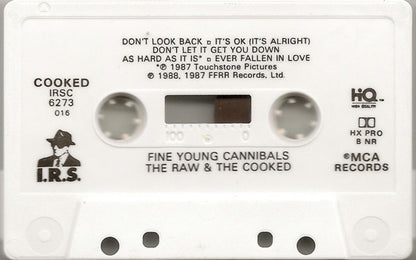 DON'T LOOK BACK □ IT'S OK (IT'S ALRIGHT)
DON'T LET IT GET YOU DOWN
AS HARD AS IT IS* □ EVER FALLEN IN LOVE
*℗ 1987 Touchstone Pictures
℗ 1988, 1987 FFRR Records, Ltd.
COOKED
IRSC
6273
016
HQ™
HIGH QUALITY
HX PRO
B NR
100 0
I.R.S.
FINE YOUNG CANNIBALS
THE RAW & THE COOKED
®MCA
RECORDS